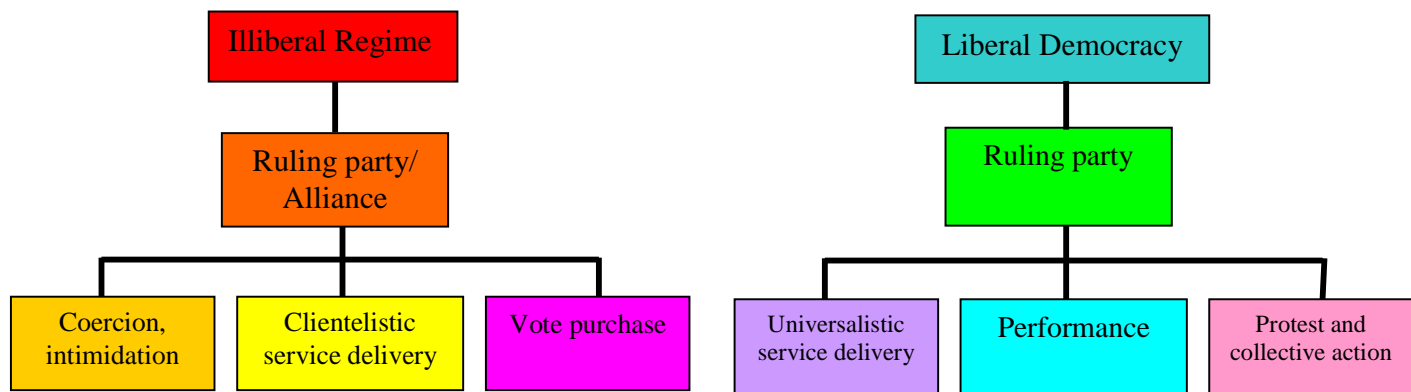 Illiberal Regime
Ruling party/
Alliance
Coercion,
intimidation
Clientelistic
service delivery
Vote purchase
Liberal Democracy
Ruling party
Universalistic
service delivery
Performance
Protest and
collective action